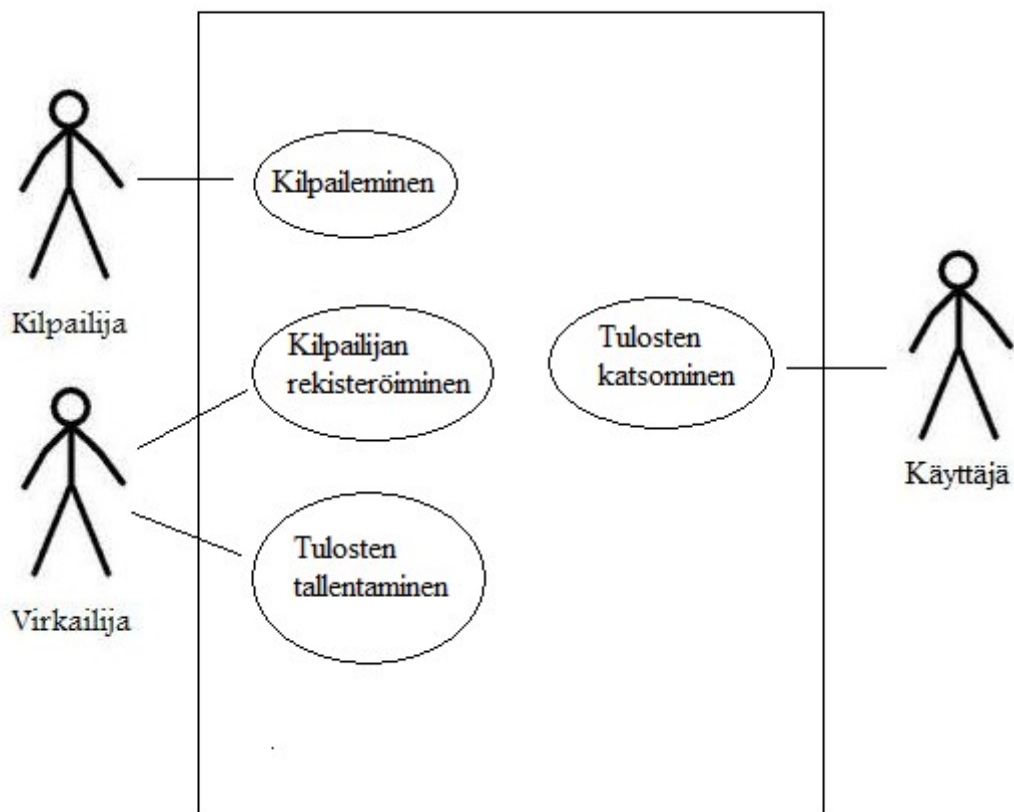 Kilpaileminen
Kilpailija
Kilpailijan
rekisteröiminen
Tulosten
katsominen
Käyttäjä
Tulosten
tallentaminen
Virkailija